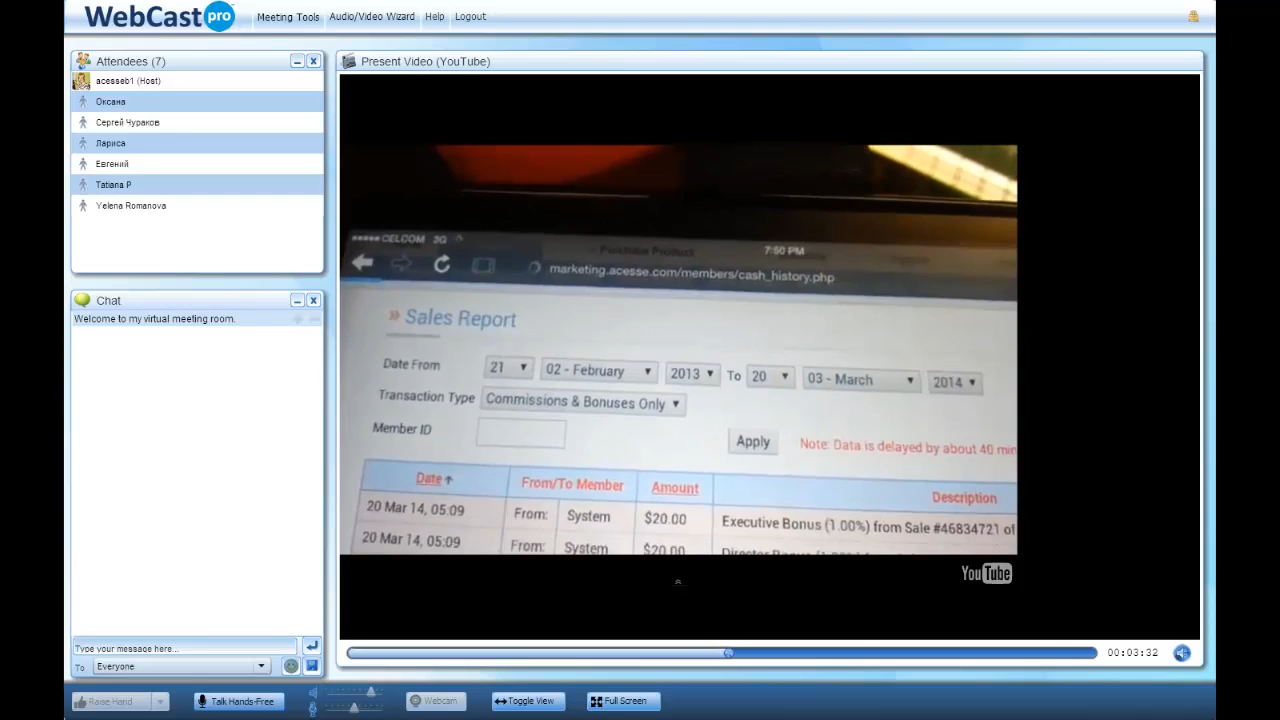 WebCast pro
Meeting Tools Audio/Video Wizard Help Logout
Attendees (7)
acesseb1 (Host)
Оксана
Сергей Чураков
Лариса
Евгений
Tatiana P
Yelena Romanova
Chat
Welcome to my virtual meeting room.
Type your message here...
To Everyone
Present Video (YouTube)
CELCOM 3G 7:50 PM
Purchase Product
marketing.acesse.com/members/cash_history.php
» Sales Report
Date From 21 02 - February 2013 To 20 03 - March 2014
Transaction Type Commissions & Bonuses Only
Member ID
Apply Note: Data is delayed by about 40 min
Date From/To Member Amount Description
20 Mar 14, 05:09 From: System $20.00 Executive Bonus (1.00%) from Sale #46834721 of
20 Mar 14, 05:09 From: System $20.00 Director Bonus
YouTube
00:03:32
Raise Hand Talk Hands-Free Webcam Toggle View Full Screen